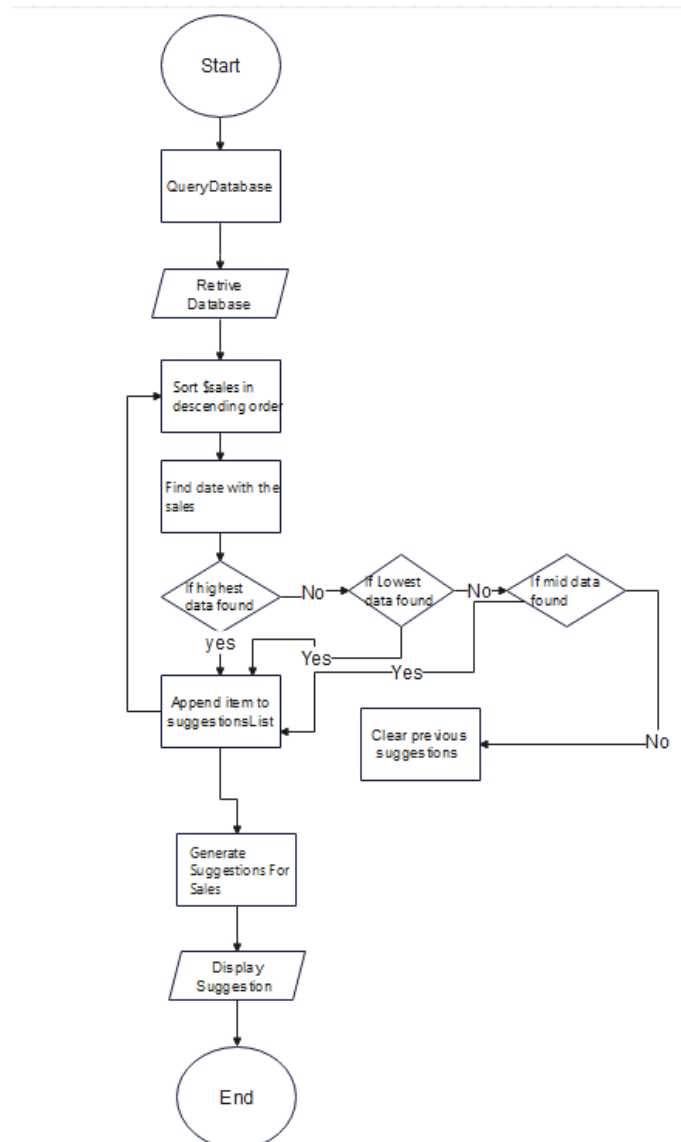 Start
QueryDatabase
Retrive
Database
Sort $sales in
descending order
Find date with the
sales
If highest
data found
No
If Lowest
data found
No
If mid data
found
yes
Yes
Yes
Append item to
suggestionsList
Clear previous
suggestions
No
Generate
Suggestions For
Sales
Display
Suggestion
End